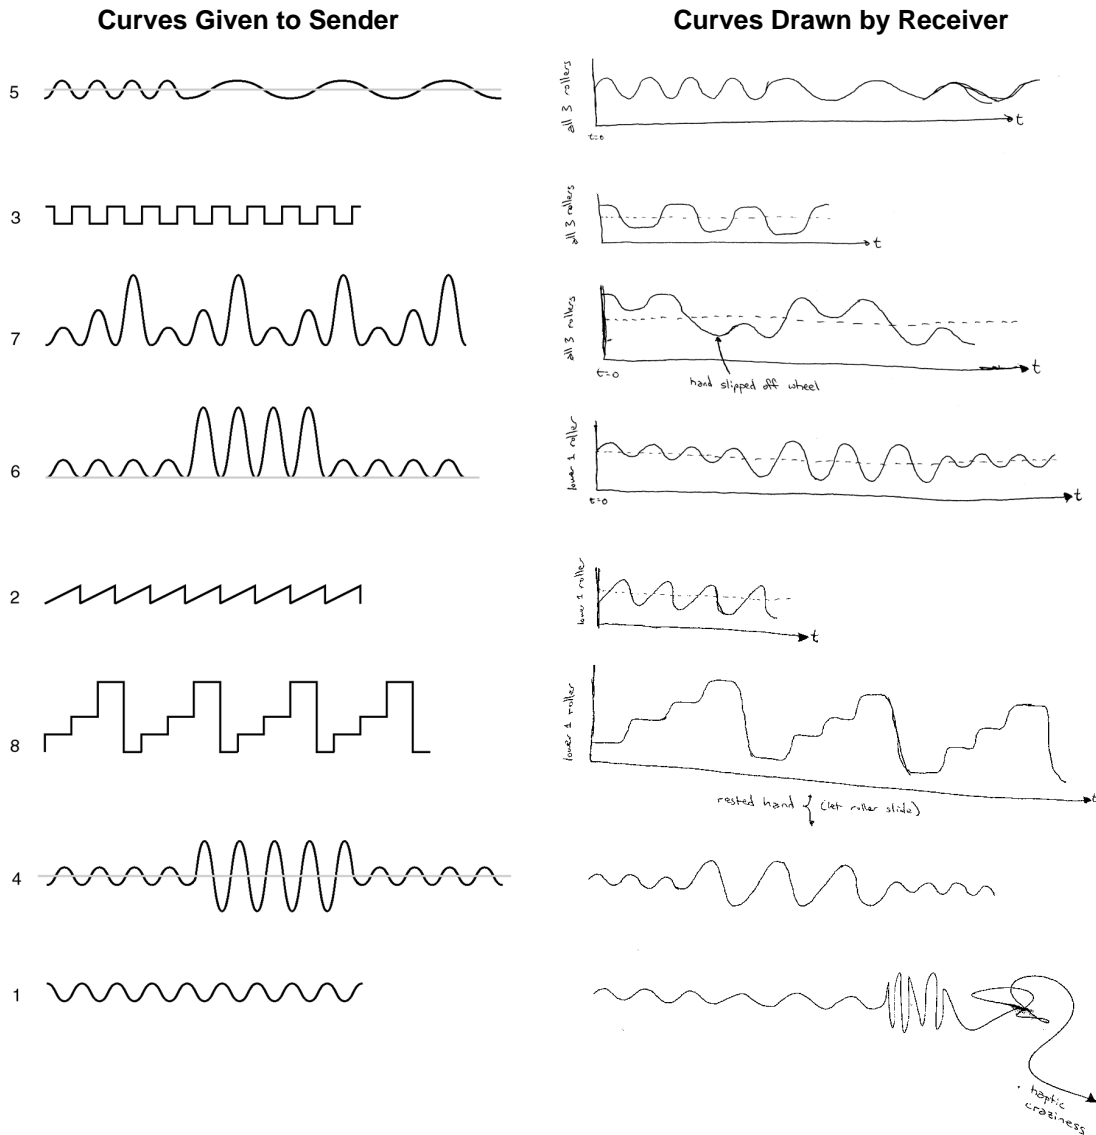 Curves Given to Sender
Curves Drawn by Receiver
5
all 3 rollers
t=0
t
3
all 3 rollers
t
7
all 3 rollers
t=0
hand slipped off wheel
t
6
lower 1 roller
t=0
t
2
lower 1 roller
t
8
lower 1 roller
t
rested hand { (let roller slide)
4
1
haptic
craziness